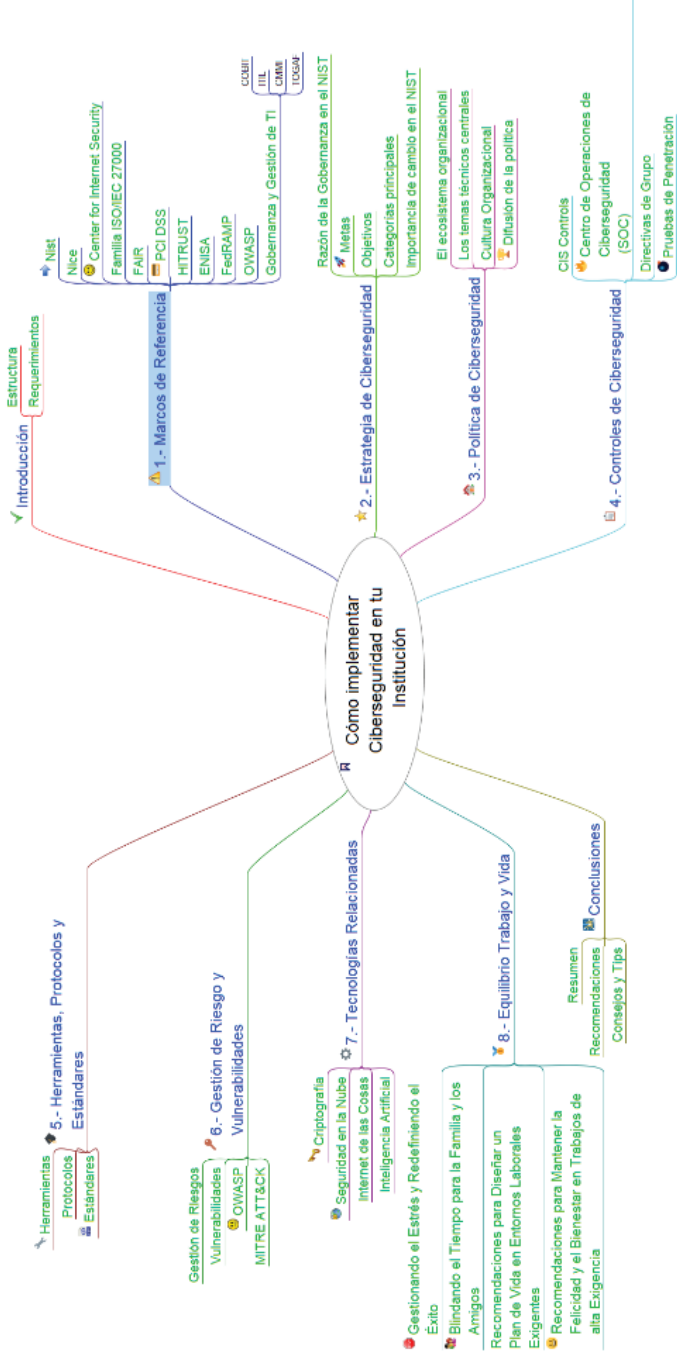 Cómo implementar
Ciberseguridad en tu
Institución
Introducción
Estructura
Requerimientos
1.- Marcos de Referencia
Nist
Nice
Center for Internet Security
Familia ISO/IEC 27000
FAIR
PCI DSS
HITRUST
ENISA
FedRAMP
OWASP
Gobernanza y Gestión de TI
COBIT
ITIL
CMMI
TOGAF
2.- Estrategia de Ciberseguridad
Razón de la Gobernanza en el NIST
Metas
Objetivos
Categorías principales
Importancia de cambio en el NIST
3.- Política de Ciberseguridad
El ecosistema organizacional
Los temas técnicos centrales
Cultura Organizacional
Difusión de la política
4.- Controles de Ciberseguridad
CIS Controls
Centro de Operaciones de
Ciberseguridad
(SOC)
Directivas de Grupo
Pruebas de Penetración
5.- Herramientas, Protocolos y
Estándares
Herramientas
Protocolos
Estándares
6.- Gestión de Riesgo y
Vulnerabilidades
Gestión de Riesgos
Vulnerabilidades
OWASP
MITRE ATT&CK
7.- Tecnologías Relacionadas
Criptografía
Seguridad en la Nube
Internet de las Cosas
Inteligencia Artificial
8.- Equilibrio Trabajo y Vida
Gestionando el Estrés y Redefiniendo el
Éxito
Blindando el Tiempo para la Familia y los
Amigos
Recomendaciones para Diseñar un
Plan de Vida en Entornos Laborales
Exigentes
Recomendaciones para Mantener la
Felicidad y el Bienestar en Trabajos de
alta Exigencia
Conclusiones
Resumen
Recomendaciones
Consejos y Tips